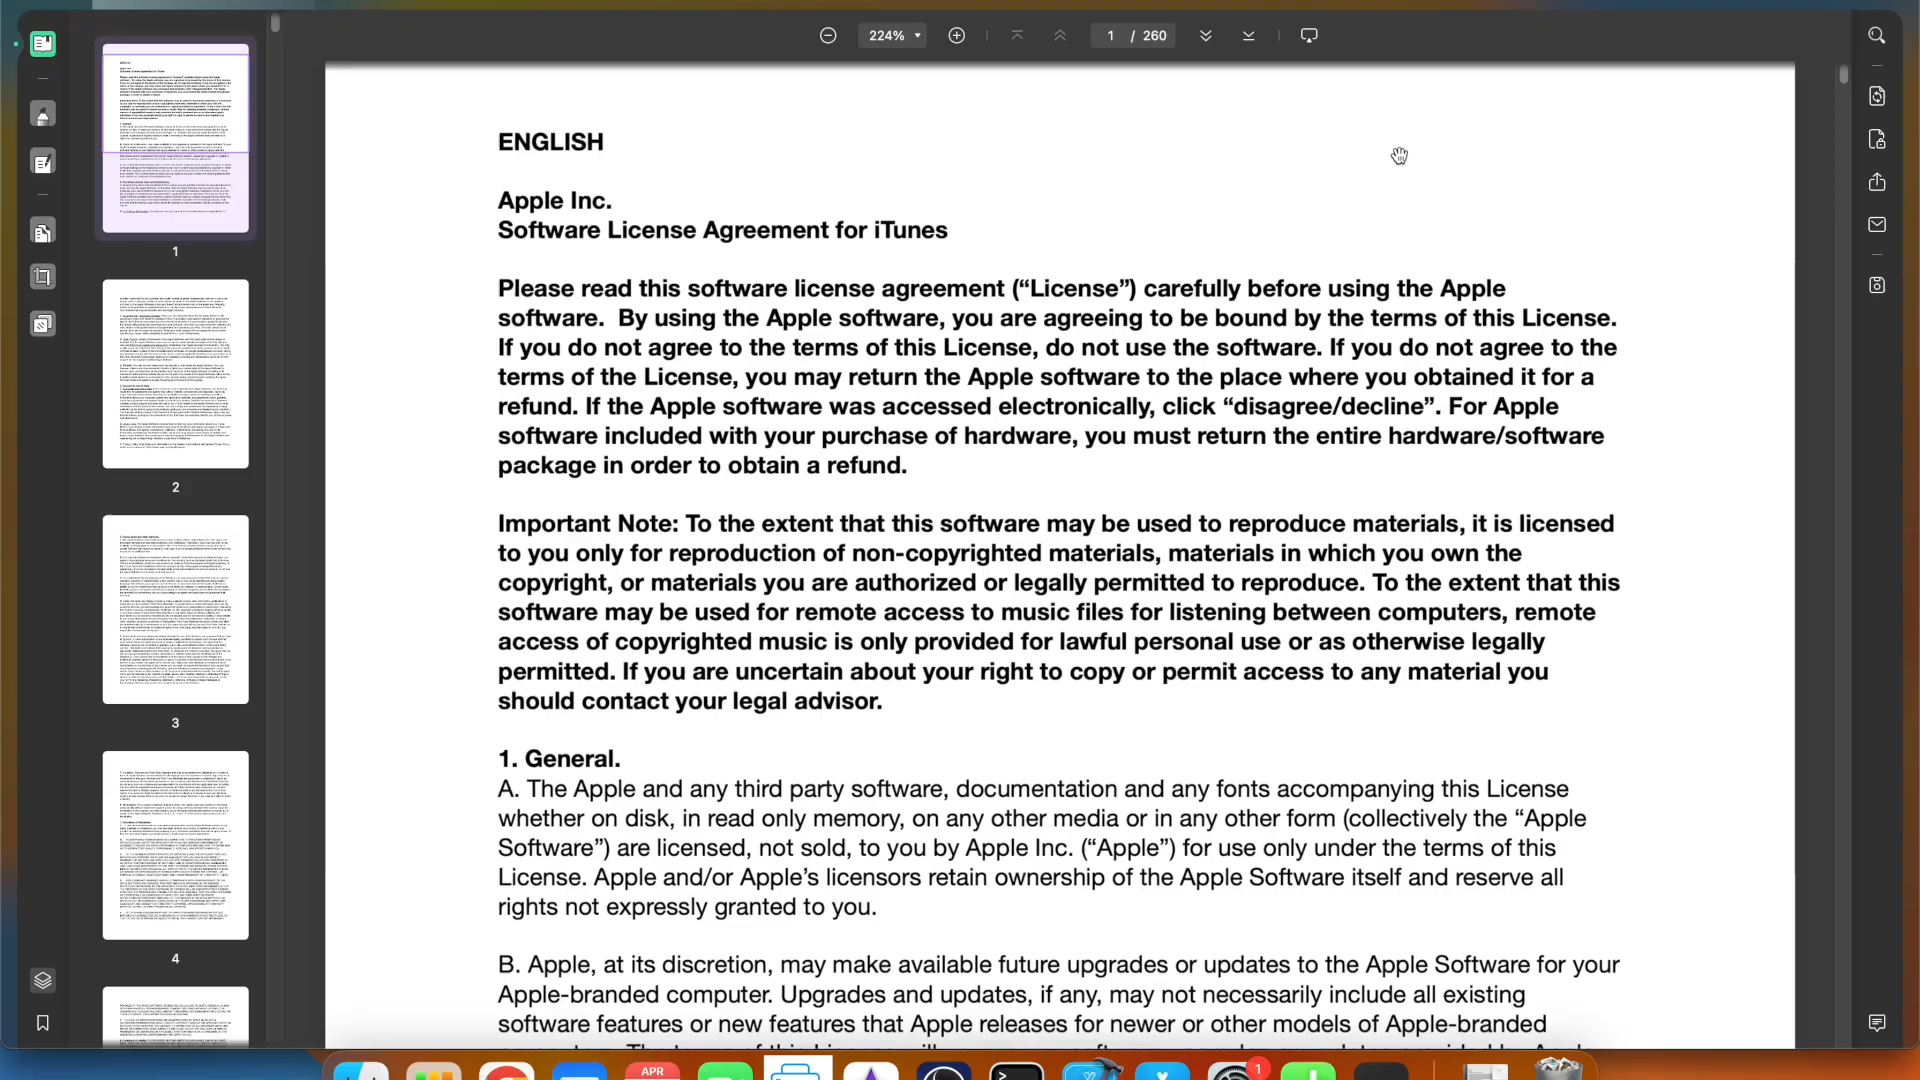 224%
1 / 260
ENGLISH
Apple Inc.
Software License Agreement for iTunes
Please read this software license agreement (“License”) carefully before using the Apple
software. By using the Apple software, you are agreeing to be bound by the terms of this License.
If you do not agree to the terms of this License, do not use the software. If you do not agree to the
terms of the License, you may return the Apple software to the place where you obtained it for a
refund. If the Apple software was accessed electronically, click “disagree/decline”. For Apple
software included with your purchase of hardware, you must return the entire hardware/software
package in order to obtain a refund.
Important Note: To the extent that this software may be used to reproduce materials, it is licensed
to you only for reproduction of non-copyrighted materials, materials in which you own the
copyright, or materials you are authorized or legally permitted to reproduce. To the extent that this
software may be used for remote access to music files for listening between computers, remote
access of copyrighted music is only provided for lawful personal use or as otherwise legally
permitted. If you are uncertain about your right to copy or permit access to any material you
should contact your legal advisor.
1. General.
A. The Apple and any third party software, documentation and any fonts accompanying this License
whether on disk, in read only memory, on any other media or in any other form (collectively the “Apple
Software”) are licensed, not sold, to you by Apple Inc. (“Apple”) for use only under the terms of this
License. Apple and/or Apple’s licensors retain ownership of the Apple Software itself and reserve all
rights not expressly granted to you.
B. Apple, at its discretion, may make available future upgrades or updates to the Apple Software for your
Apple-branded computer. Upgrades and updates, if any, may not necessarily include all existing
software features or new features that Apple releases for newer or other models of Apple-branded
1
2
3
4
APR
1